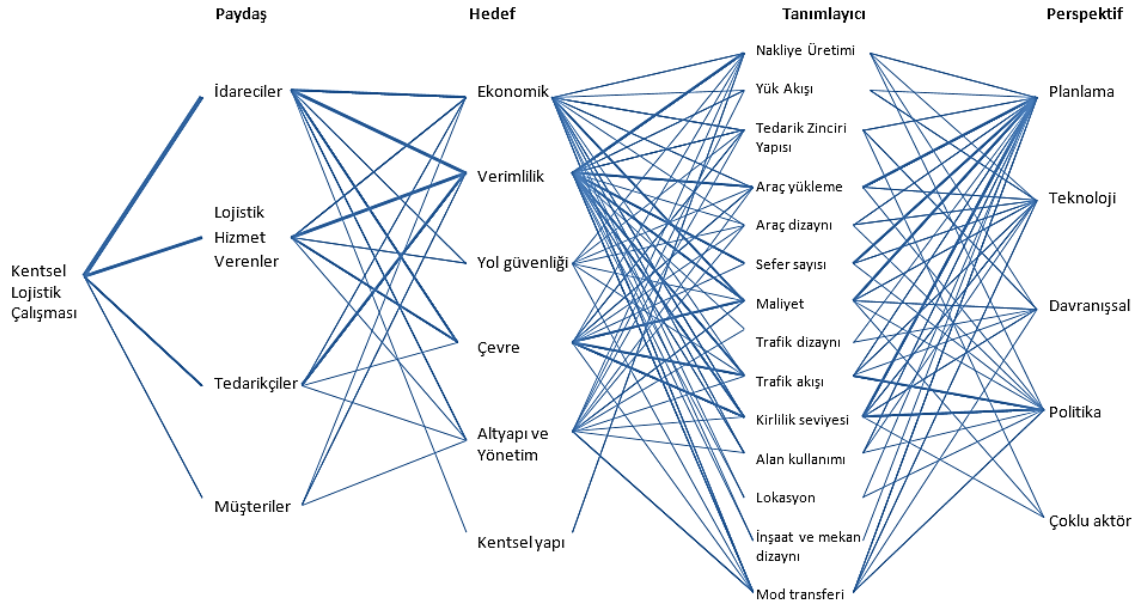 Paydaş
Hedef
Tanımlayıcı
Perspektif
Kentsel
Lojistik
Çalışması
İdareciler
Lojistik
Hizmet
Verenler
Tedarikçiler
Müşteriler
Ekonomik
Verimlilik
Yol güvenliği
Çevre
Altyapı ve
Yönetim
Kentsel yapı
Nakliye Üretimi
Yük Akışı
Tedarik Zinciri
Yapısı
Araç yükleme
Araç dizaynı
Sefer sayısı
Maliyet
Trafik dizaynı
Trafik akışı
Kirlilik seviyesi
Alan kullanımı
Lokasyon
İnşaat ve mekan
dizaynı
Mod transferi
Planlama
Teknoloji
Davranışsal
Politika
Çoklu aktör